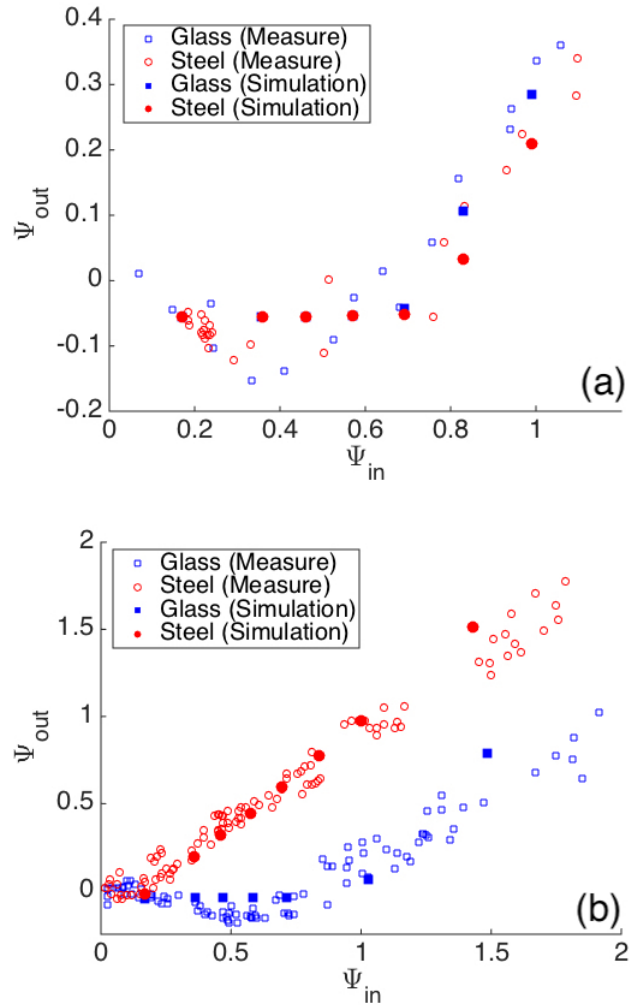 0.4
0.3
0.2
0.1
0
-0.1
-0.2
Ψout
Glass (Measure)
Steel (Measure)
Glass (Simulation)
Steel (Simulation)
(a)
0 0.2 0.4 0.6 0.8 1
Ψin
2
1.5
1
0.5
0
Ψout
Glass (Measure)
Steel (Measure)
Glass (Simulation)
Steel (Simulation)
(b)
0 0.5 1 1.5 2
Ψin